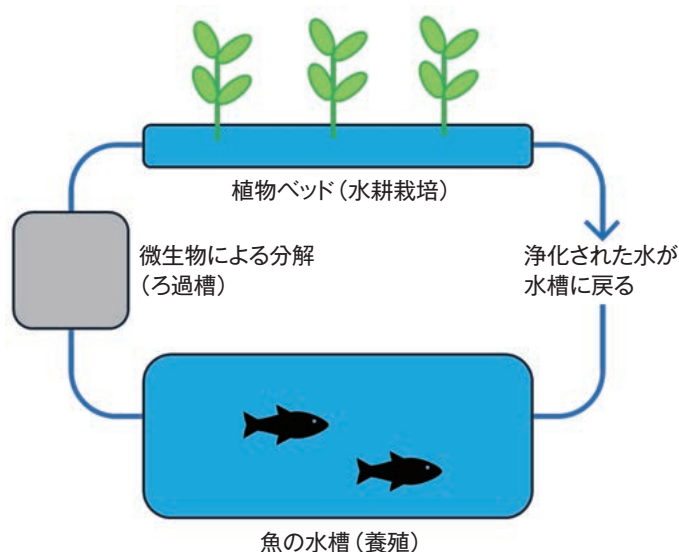 植物ベッド（水耕栽培）
微生物による分解
（ろ過槽）
浄化された水が
水槽に戻る
魚の水槽（養殖）